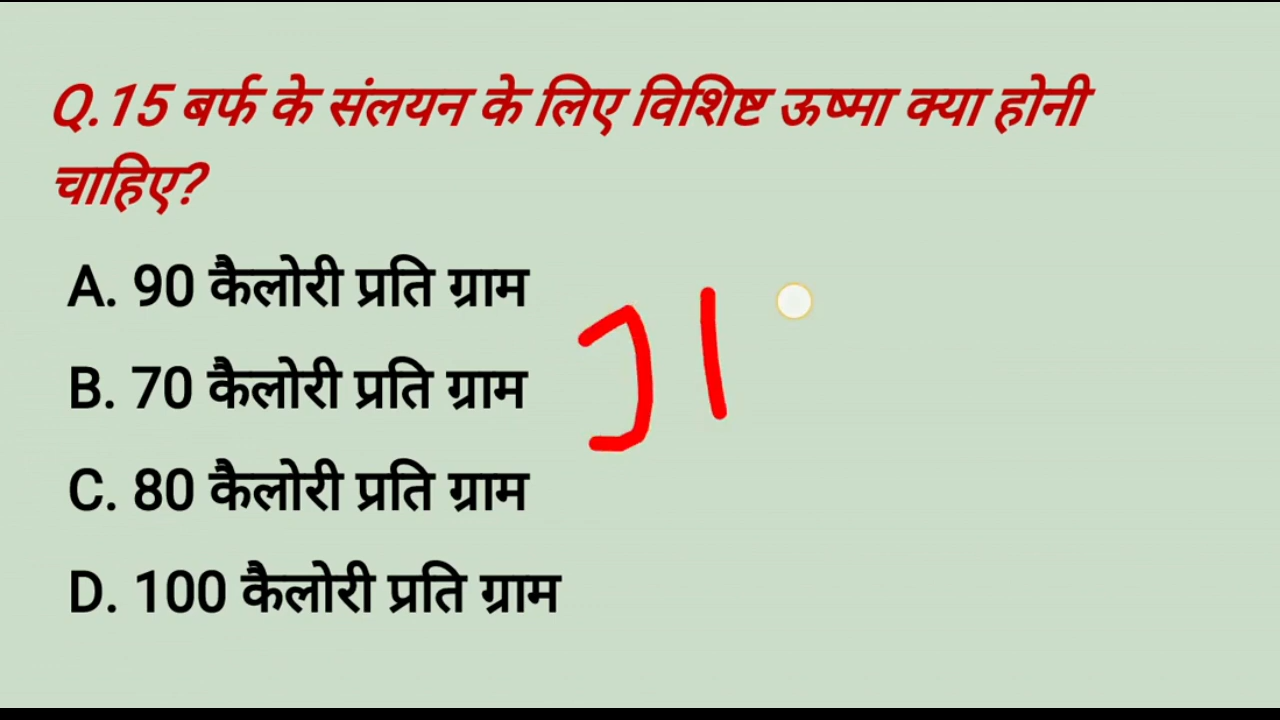 Q.15 बर्फ के संलयन के लिए विशिष्ट ऊष्मा क्या होनी
चाहिए?
A. 90 कैलोरी प्रति ग्राम
B. 70 कैलोरी प्रति ग्राम
C. 80 कैलोरी प्रति ग्राम
D. 100 कैलोरी प्रति ग्राम